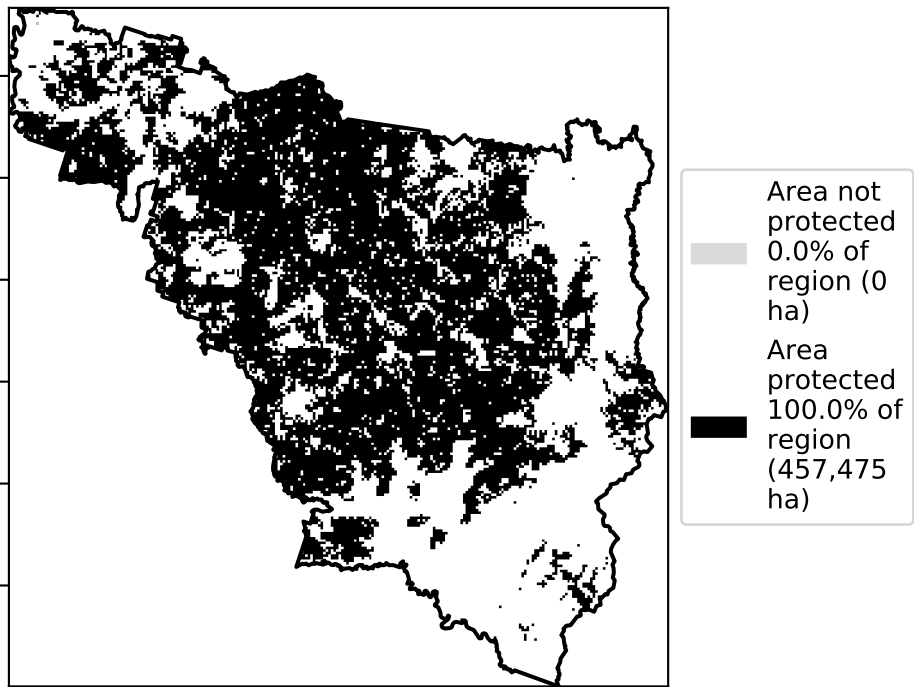 Area not
protected
0.0% of
region (0
ha)
Area
protected
100.0% of
region
(457,475
ha)